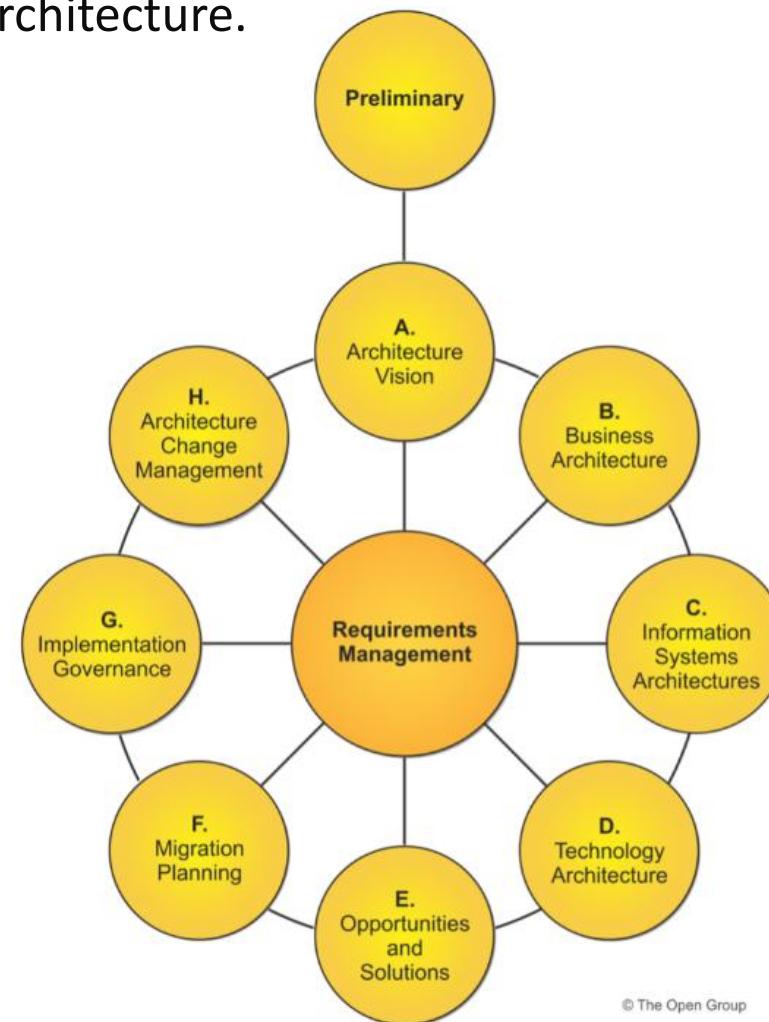 rchitecture.
Preliminary
A.
Architecture
Vision
B.
Business
Architecture
C.
Information
Systems
Architectures
D.
Technology
Architecture
E.
Opportunities
and
Solutions
F.
Migration
Planning
G.
Implementation
Governance
H.
Architecture
Change
Management
Requirements
Management
© The Open Group